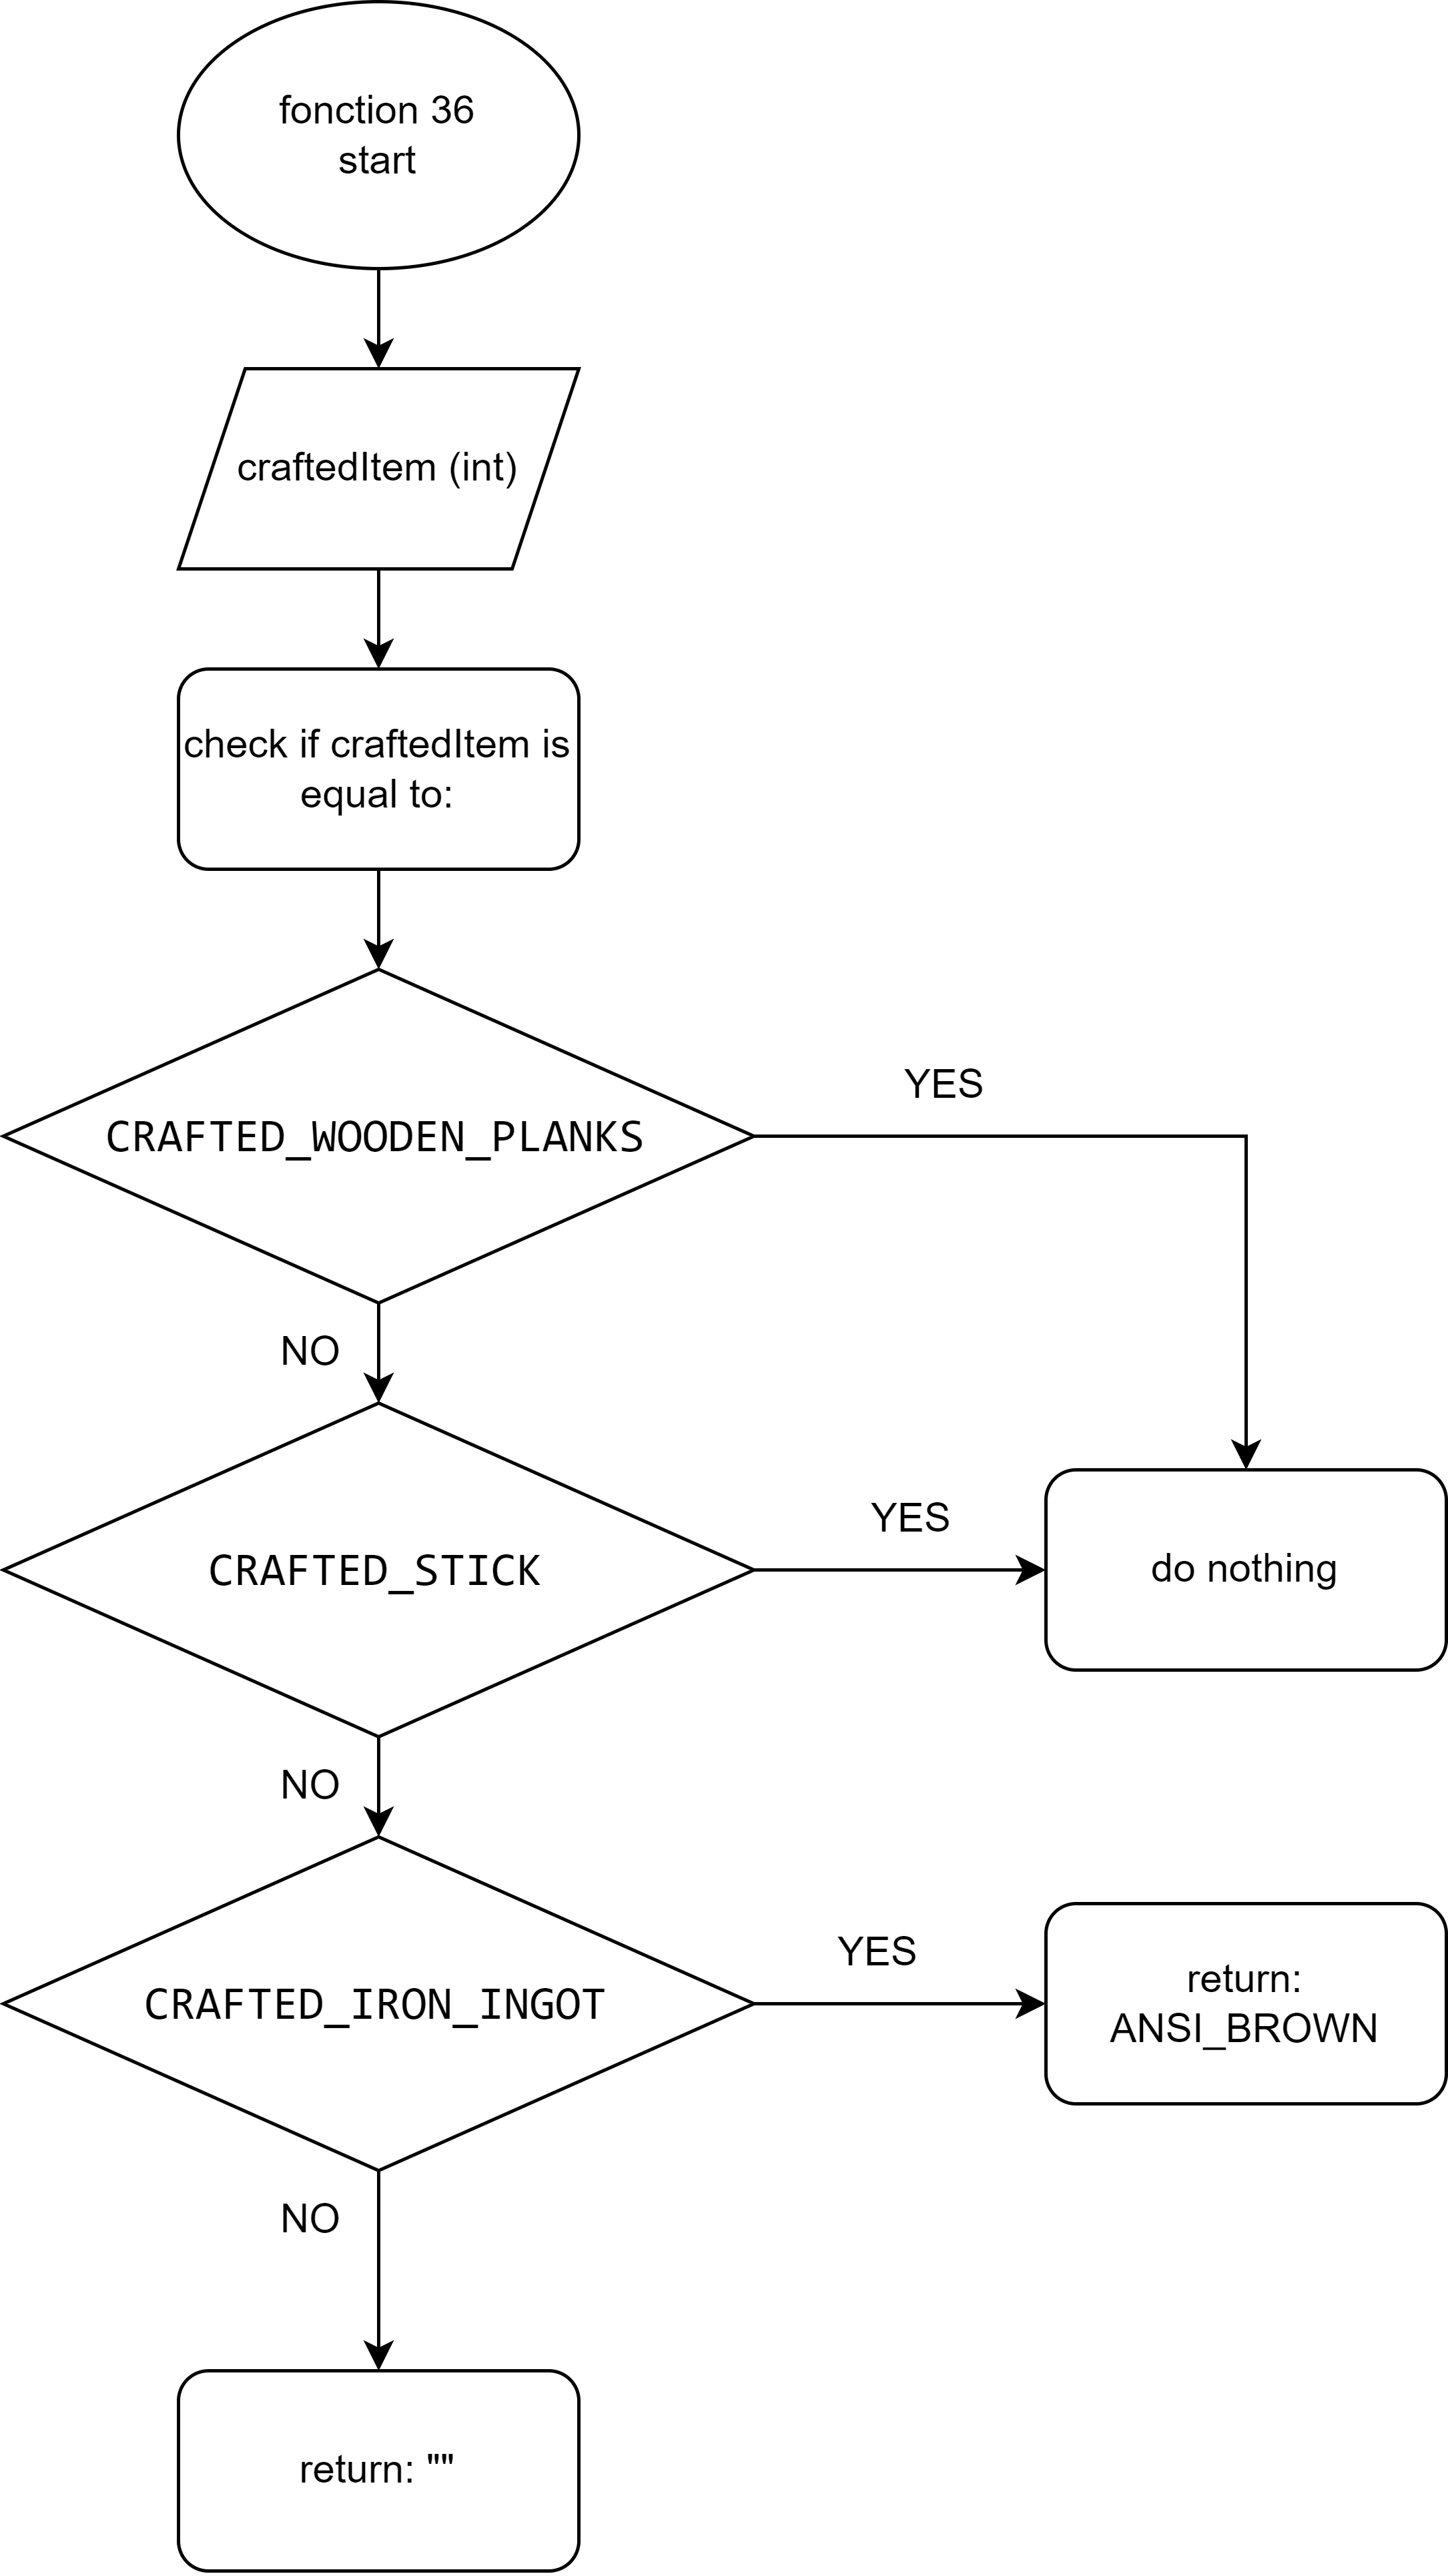 fonction 36
start
craftedItem (int)
check if craftedItem is
equal to:
CRAFTED_WOODEN_PLANKS
YES
NO
CRAFTED_STICK
YES
do nothing
NO
CRAFTED_IRON_INGOT
YES
return:
ANSI_BROWN
NO
return: ""